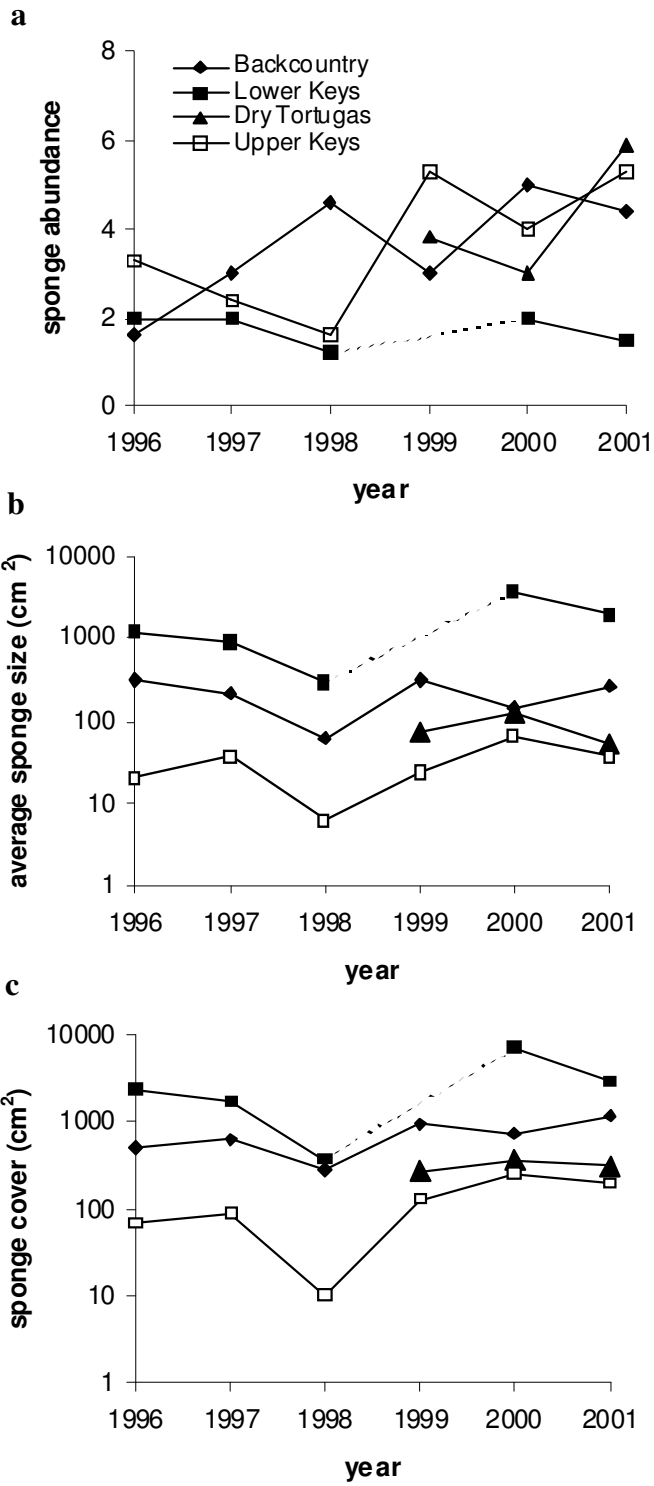 a
8
6
4
2
0
sponge abundance
Backcountry
Lower Keys
Dry Tortugas
Upper Keys
1996 1997 1998 1999 2000 2001
year
b
10000
1000
100
10
1
average sponge size (cm 2)
1996 1997 1998 1999 2000 2001
year
c
10000
1000
100
10
1
sponge cover (cm2)
1996 1997 1998 1999 2000 2001
year